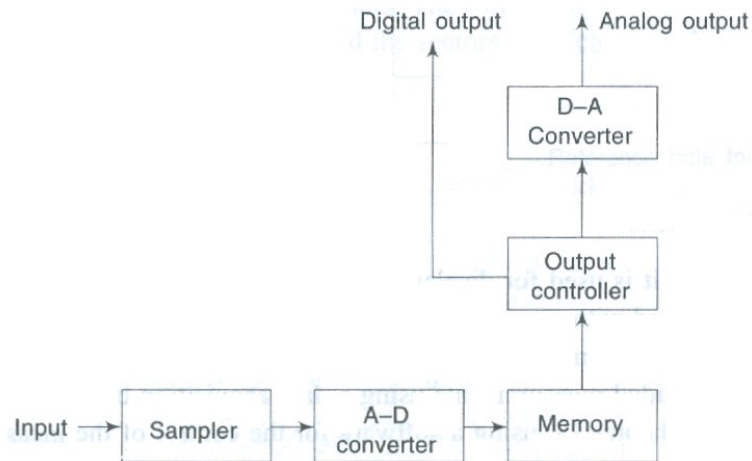 Digital output
Analog output
D–A
Converter
Output
controller
Input
Sampler
A–D
converter
Memory